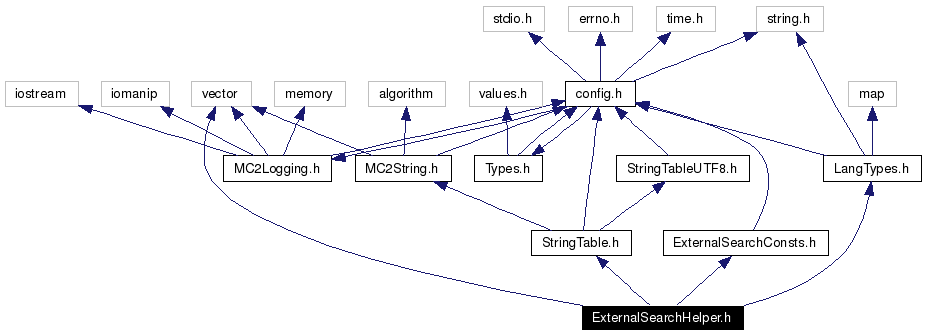 stdio.h errno.h time.h string.h
iostream iomanip vector memory algorithm values.h config.h map
MC2Logging.h MC2String.h Types.h StringTableUTF8.h LangTypes.h
StringTable.h ExternalSearchConsts.h
ExternalSearchHelper.h